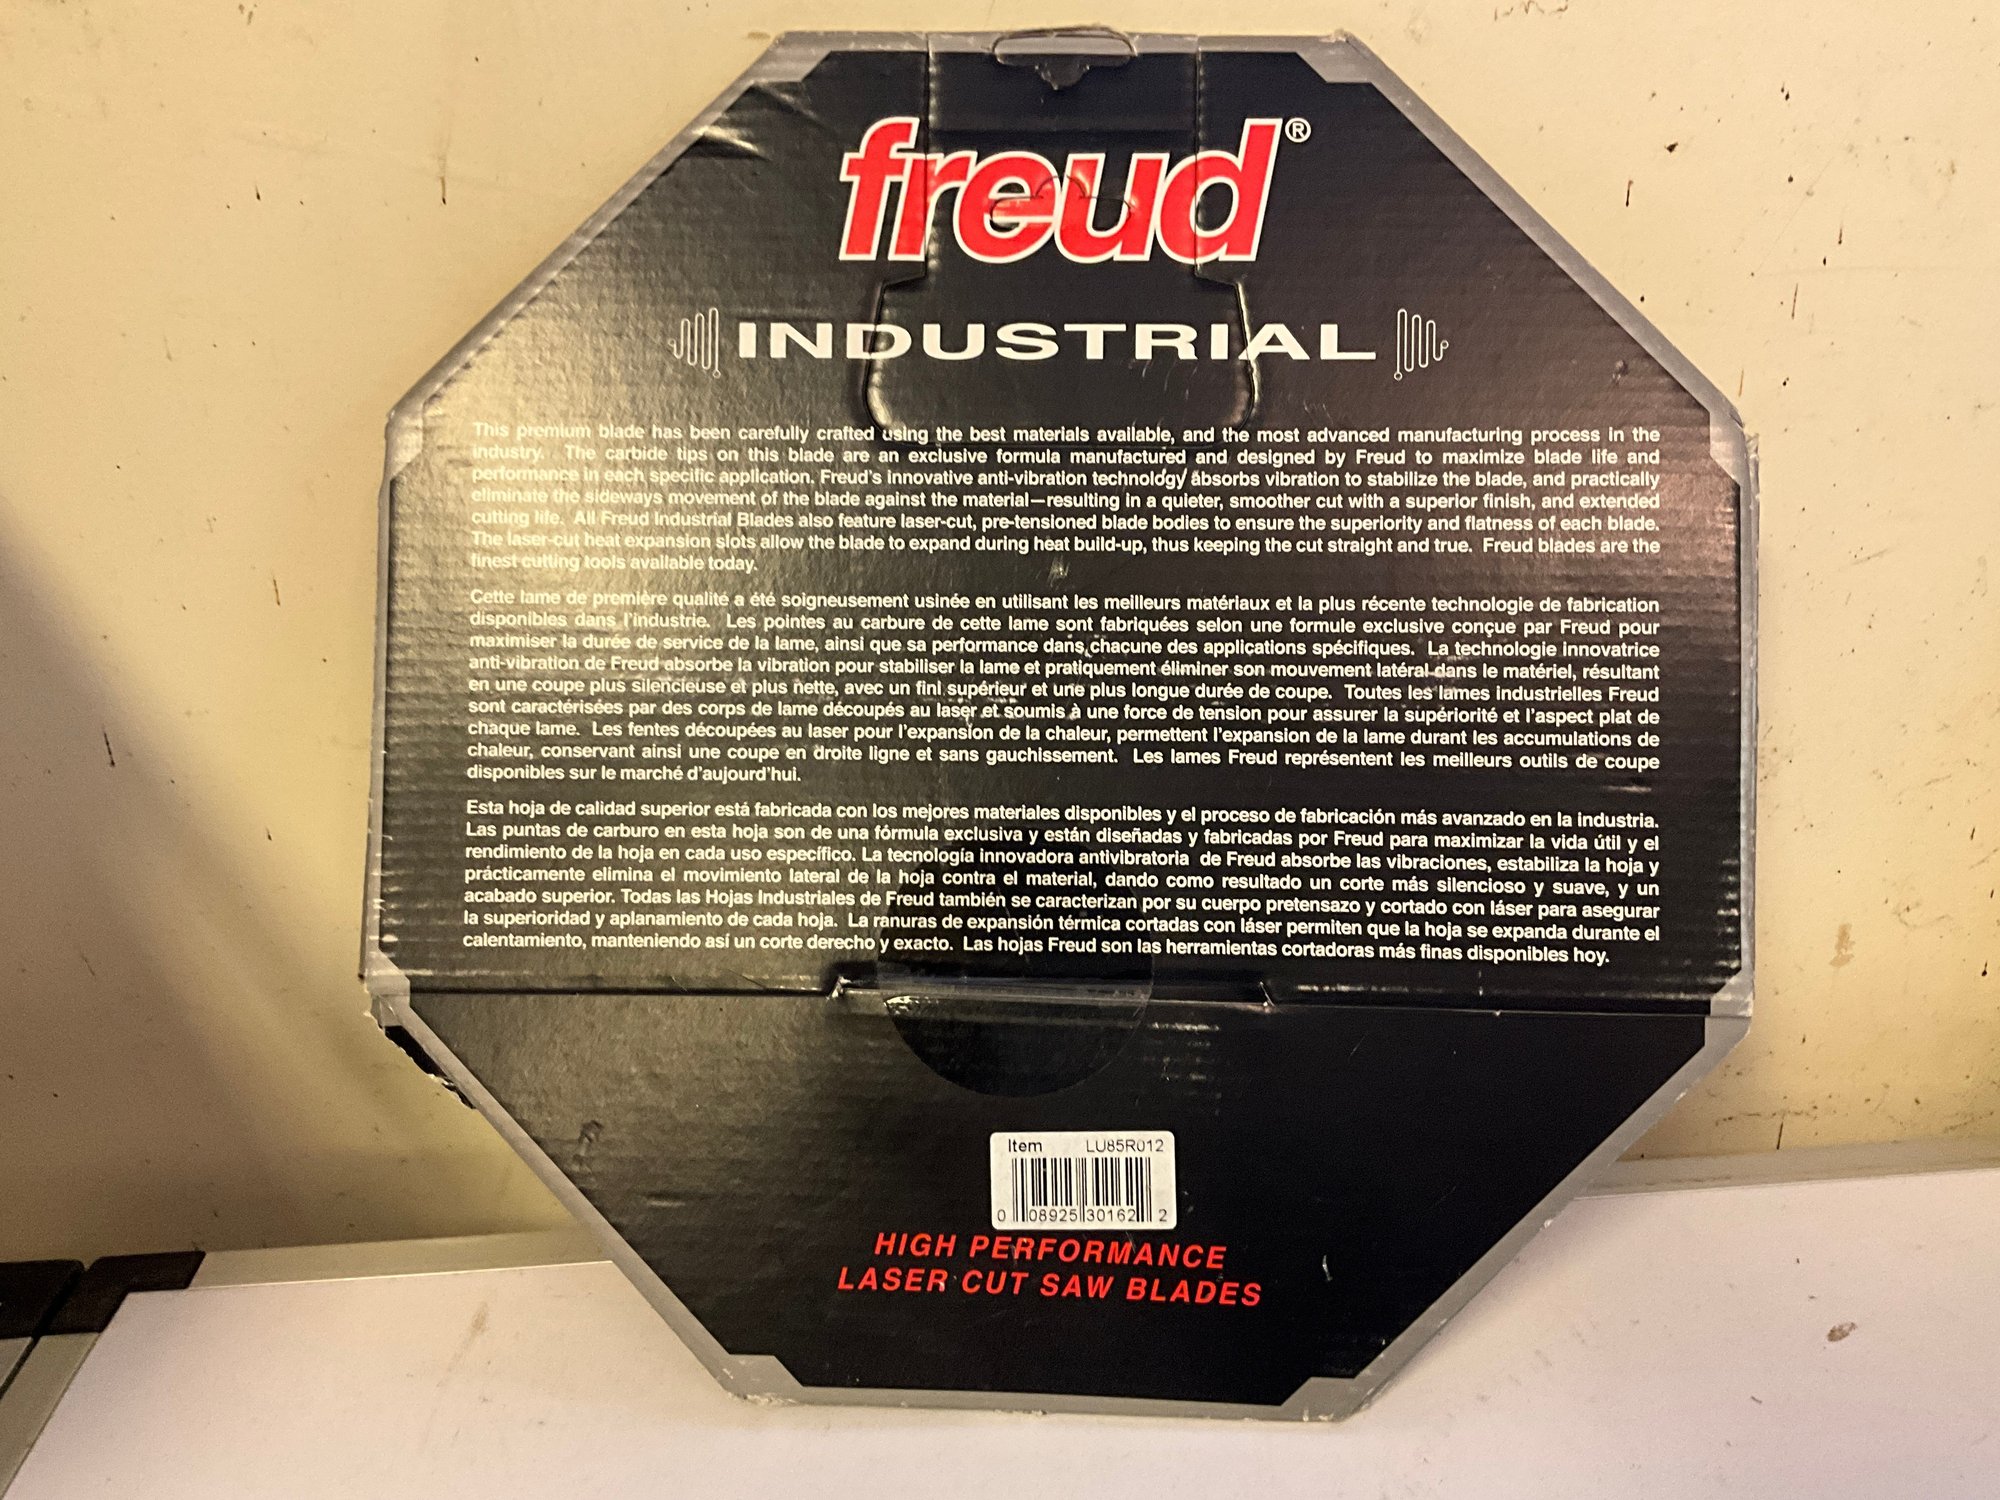 freud®
INDUSTRIAL
This premium blade has been carefully crafted using the best materials available, and the most advanced manufacturing process in the
industry. The carbide tips on this blade are an exclusive formula manufactured and designed by Freud to maximize blade life and
performance in each specific application. Freud's innovative anti-vibration technology absorbs vibration to stabilize the blade, and practically
eliminate the sideways movement of the blade against the material—resulting in a quieter, smoother cut with a superior finish, and extended
cutting life. All Freud Industrial Blades also feature laser-cut, pre-tensioned blade bodies to ensure the superiority and flatness of each blade.
The laser-cut heat expansion slots allow the blade to expand during heat build-up, thus keeping the cut straight and true. Freud blades are the
finest cutting tools available today.
Cette lame de première qualité a été soigneusement usinée en utilisant les meilleurs matériaux et la plus récente technologie de fabrication
disponibles dans l'industrie. Les pointes au carbure de cette lame sont fabriquées selon une formule exclusive conçue par Freud pour
maximiser la durée de service de la lame, ainsi que sa performance dans chacune des applications spécifiques. La technologie innovatrice
anti-vibration de Freud absorbe la vibration pour stabiliser la lame et pratiquement éliminer son mouvement latéral dans le matériel, résultant
en une coupe plus silencieuse et plus nette, avec un fini supérieur et une plus longue durée de coupe. Toutes les lames industrielles Freud
sont caractérisées par des corps de lame découpés au laser et soumis à une force de tension pour assurer la supériorité et l'aspect plat de
chaque lame. Les fentes découpées au laser pour l'expansion de la chaleur, permettent l'expansion de la lame durant les accumulations de
chaleur, conservant ainsi une coupe en droite ligne et sans gauchissement. Les lames Freud représentent les meilleurs outils de coupe
disponibles sur le marché d'aujourd'hui.
Esta hoja de calidad superior está fabricada con los mejores materiales disponibles y el proceso de fabricación más avanzado en la industria.
Las puntas de carburo en esta hoja son de una fórmula exclusiva y están diseñadas y fabricadas por Freud para maximizar la vida útil y el
rendimiento de la hoja en cada uso específico. La tecnología innovadora antivibratoria de Freud absorbe las vibraciones, estabiliza la hoja y
prácticamente elimina el movimiento lateral de la hoja contra el material, dando como resultado un corte más silencioso y suave, y un
acabado superior. Todas las Hojas Industriales de Freud también se caracterizan por su cuerpo pretensazo y cortado con láser para asegurar
la superioridad y aplanamiento de cada hoja. La ranuras de expansión térmica cortadas con láser permiten que la hoja se expanda durante el
calentamiento, manteniendo así un corte derecho y exacto. Las hojas Freud son las herramientas cortadoras más finas disponibles hoy.
Item LU85R012
0 08925 30162 2
HIGH PERFORMANCE
LASER CUT SAW BLADES